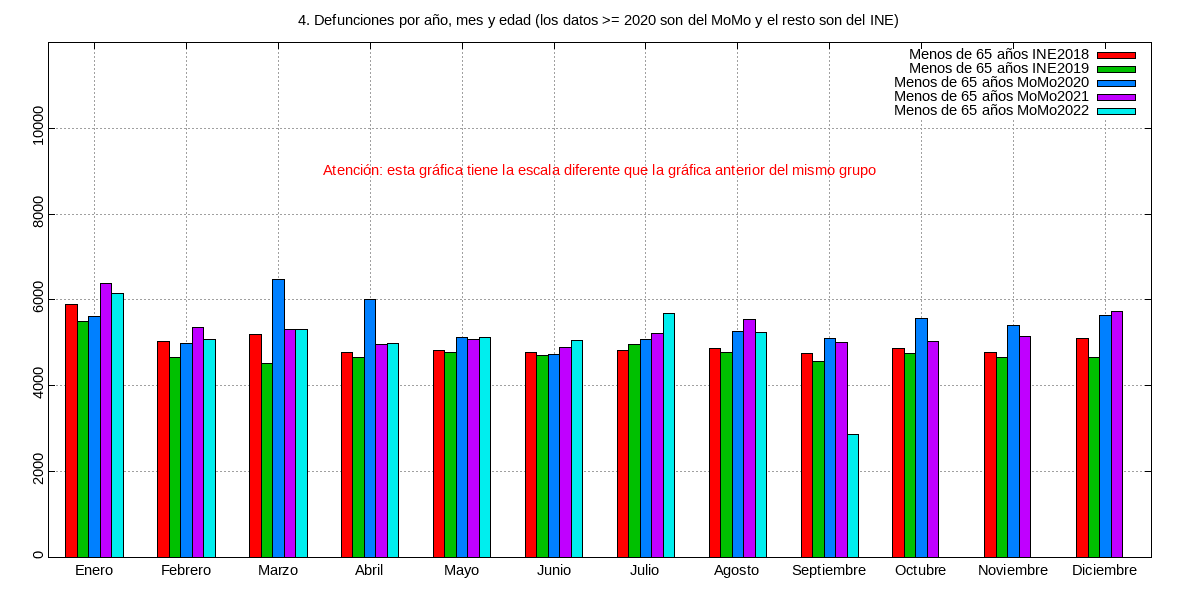 4. Defunciones por año, mes y edad (los datos >= 2020 son del MoMo y el resto son del INE)
Menos de 65 años INE2018
Menos de 65 años INE2019
Menos de 65 años MoMo2020
Menos de 65 años MoMo2021
Menos de 65 años MoMo2022
Atención: esta gráfica tiene la escala diferente que la gráfica anterior del mismo grupo
10000
8000
6000
4000
2000
0
Enero Febrero Marzo Abril Mayo Junio Julio Agosto Septiembre Octubre Noviembre Diciembre